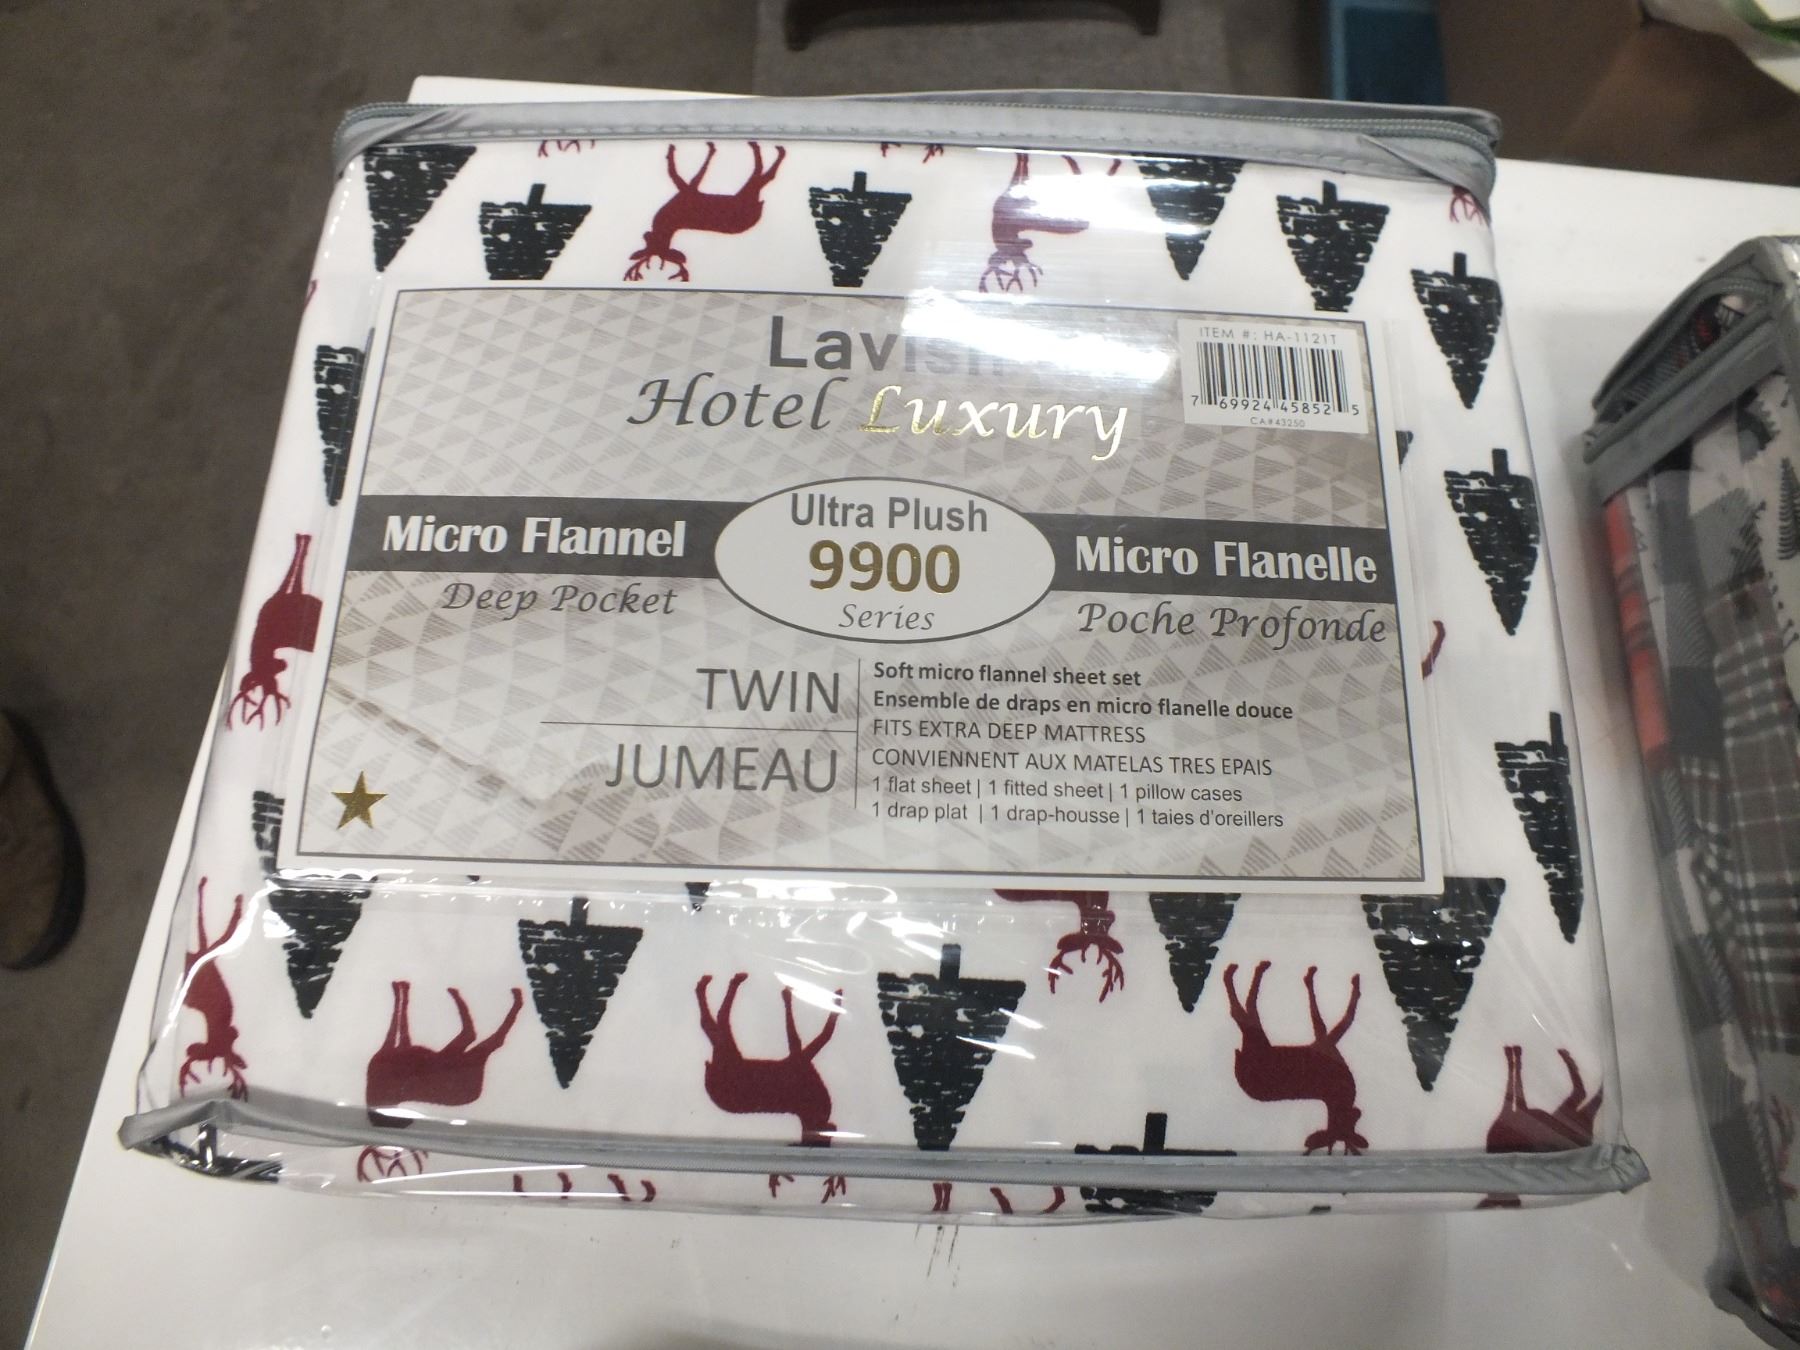 Hotel Luxury
ITEM #: HA-1121T
7 69924 45852 5
CA#43250
Micro Flannel
Deep Pocket
Ultra Plush
9900
Series
Micro Flanelle
Poche Profonde
TWIN
JUMEAU
Soft micro flannel sheet set
Ensemble de draps en micro flanelle douce
FITS EXTRA DEEP MATTRESS
CONVIENNENT AUX MATELAS TRES EPAIS
1 flat sheet | 1 fitted sheet | 1 pillow cases
1 drap plat | 1 drap-housse | 1 taies d'oreillers